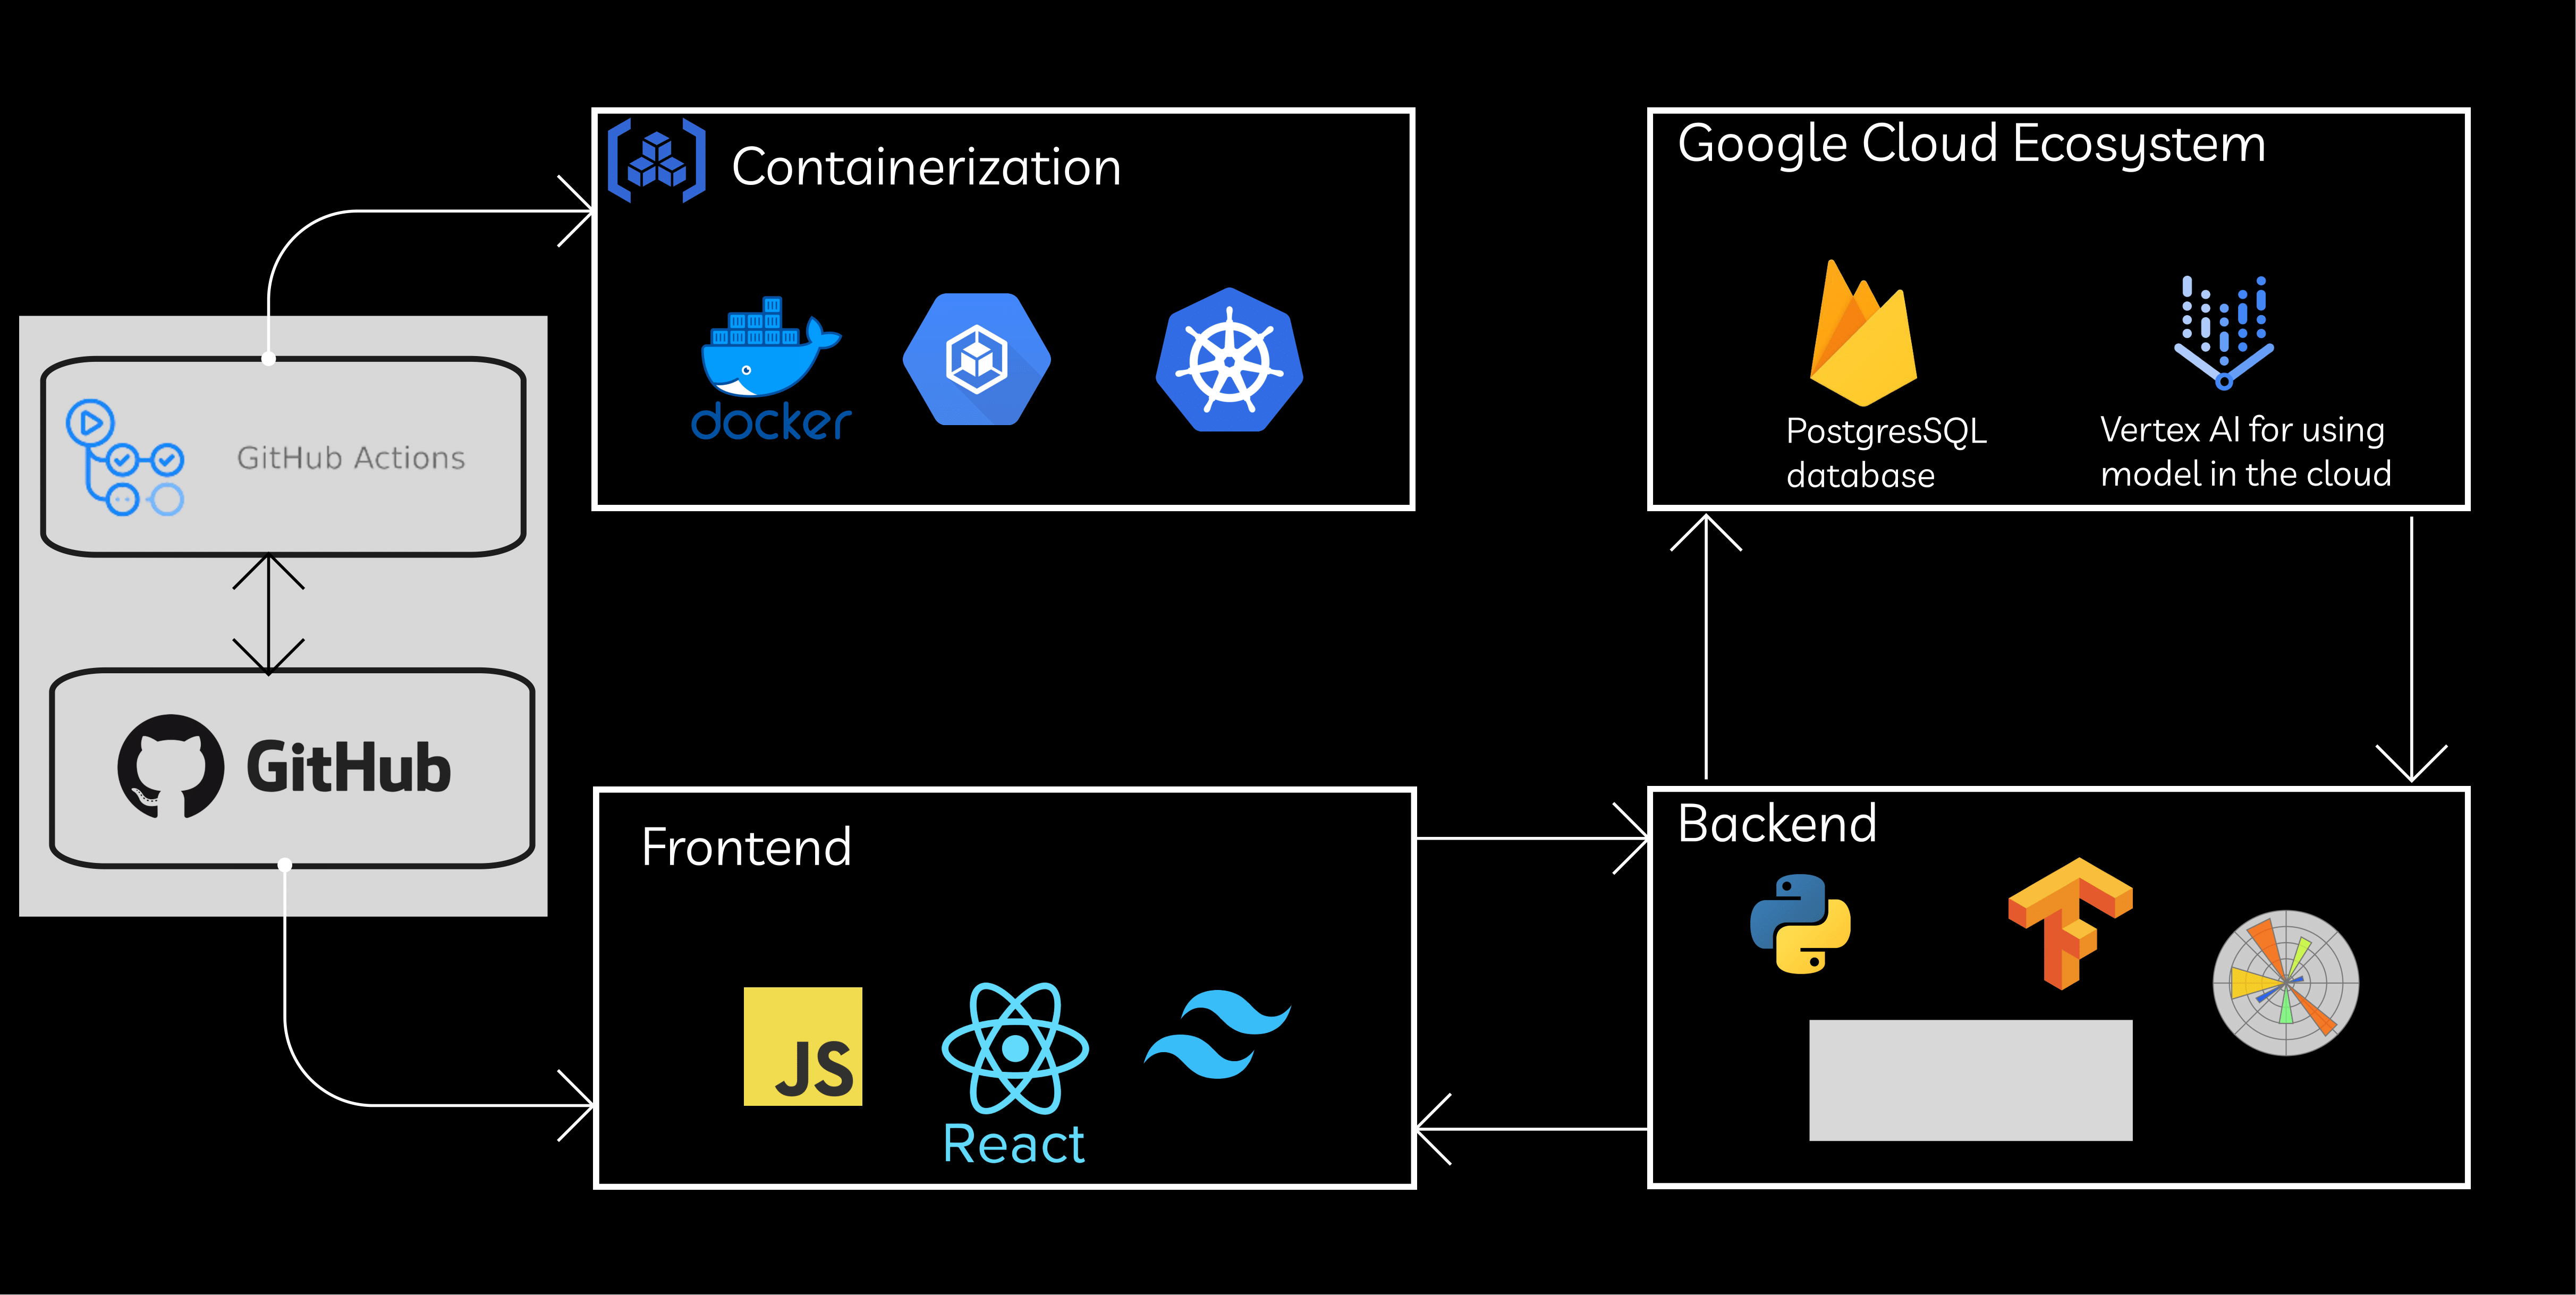 Containerization
docker
Google Cloud Ecosystem
PostgresSQL
database
Vertex AI for using
model in the cloud
GitHub Actions
GitHub
Frontend
JS
React
Backend